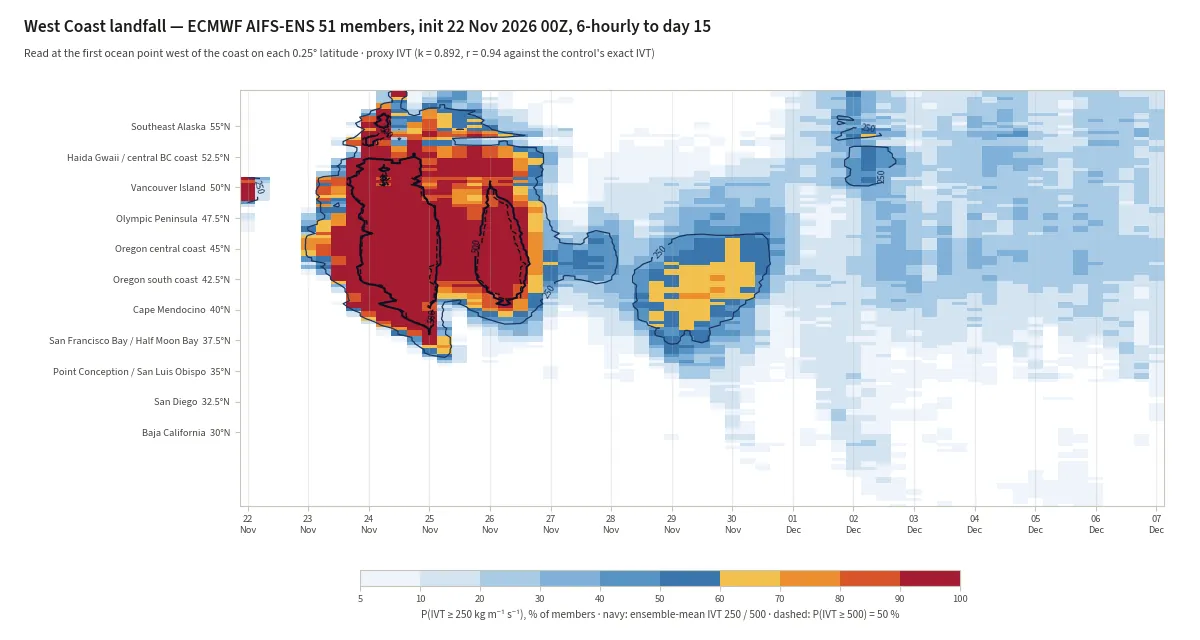 West Coast landfall — ECMWF AIFS-ENS 51 members, init 22 Nov 2026 00Z, 6-hourly to day 15
Read at the first ocean point west of the coast on each 0.25° latitude · proxy IVT (k = 0.892, r = 0.94 against the control's exact IVT)
Southeast Alaska 55°N
Haida Gwaii / central BC coast 52.5°N
Vancouver Island 50°N
Olympic Peninsula 47.5°N
Oregon central coast 45°N
Oregon south coast 42.5°N
Cape Mendocino 40°N
San Francisco Bay / Half Moon Bay 37.5°N
Point Conception / San Luis Obispo 35°N
San Diego 32.5°N
Baja California 30°N
250
250
250
250
250
500
22 Nov
23 Nov
24 Nov
25 Nov
26 Nov
27 Nov
28 Nov
29 Nov
30 Nov
01 Dec
02 Dec
03 Dec
04 Dec
05 Dec
06 Dec
07 Dec
5 10 20 30 40 50 60 70 80 90 100
P(IVT ≥ 250 kg m⁻¹ s⁻¹), % of members · navy: ensemble-mean IVT 250 / 500 · dashed: P(IVT ≥ 500) = 50 %